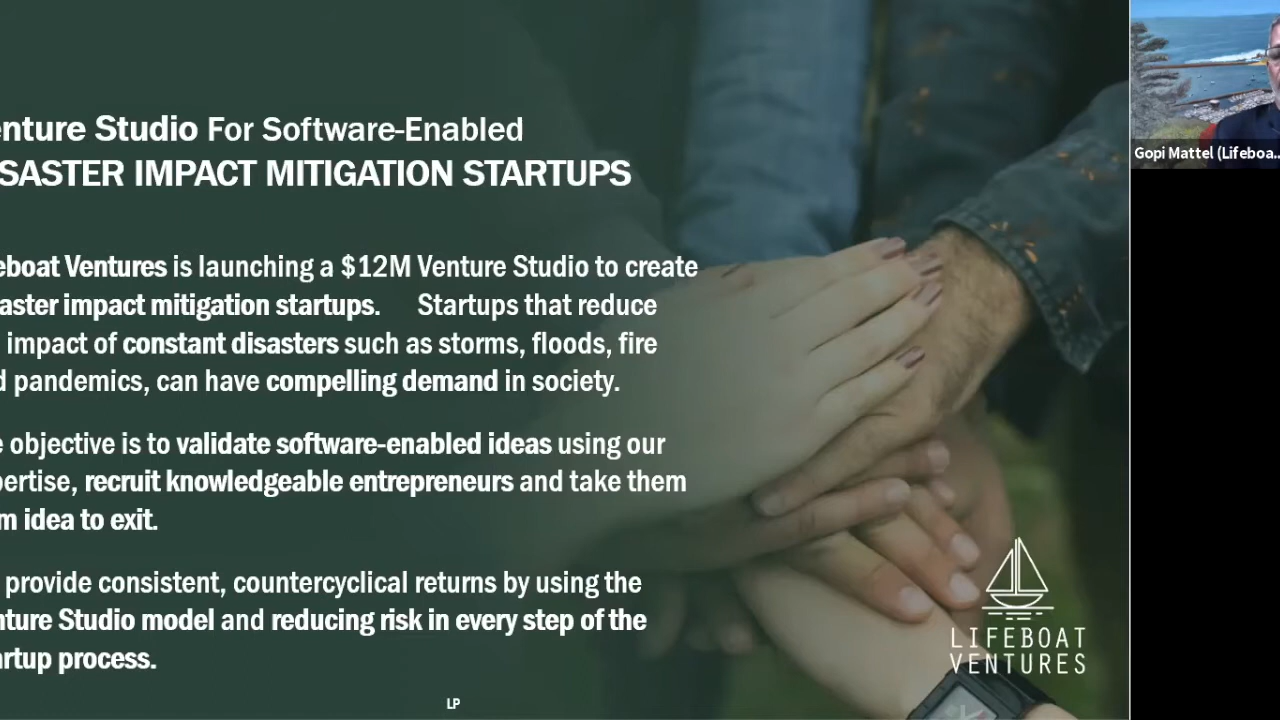 enture Studio For Software-Enabled
SASTER IMPACT MITIGATION STARTUPS
eboat Ventures is launching a $12M Venture Studio to create
aster impact mitigation startups. Startups that reduce
impact of constant disasters such as storms, floods, fire
d pandemics, can have compelling demand in society.
e objective is to validate software-enabled ideas using our
pertise, recruit knowledgeable entrepreneurs and take them
m idea to exit.
provide consistent, countercyclical returns by using the
nture Studio model and reducing risk in every step of the
artup process.
LP
LIFEBOAT
VENTURES
Gopi Mattel (Lifeboa...